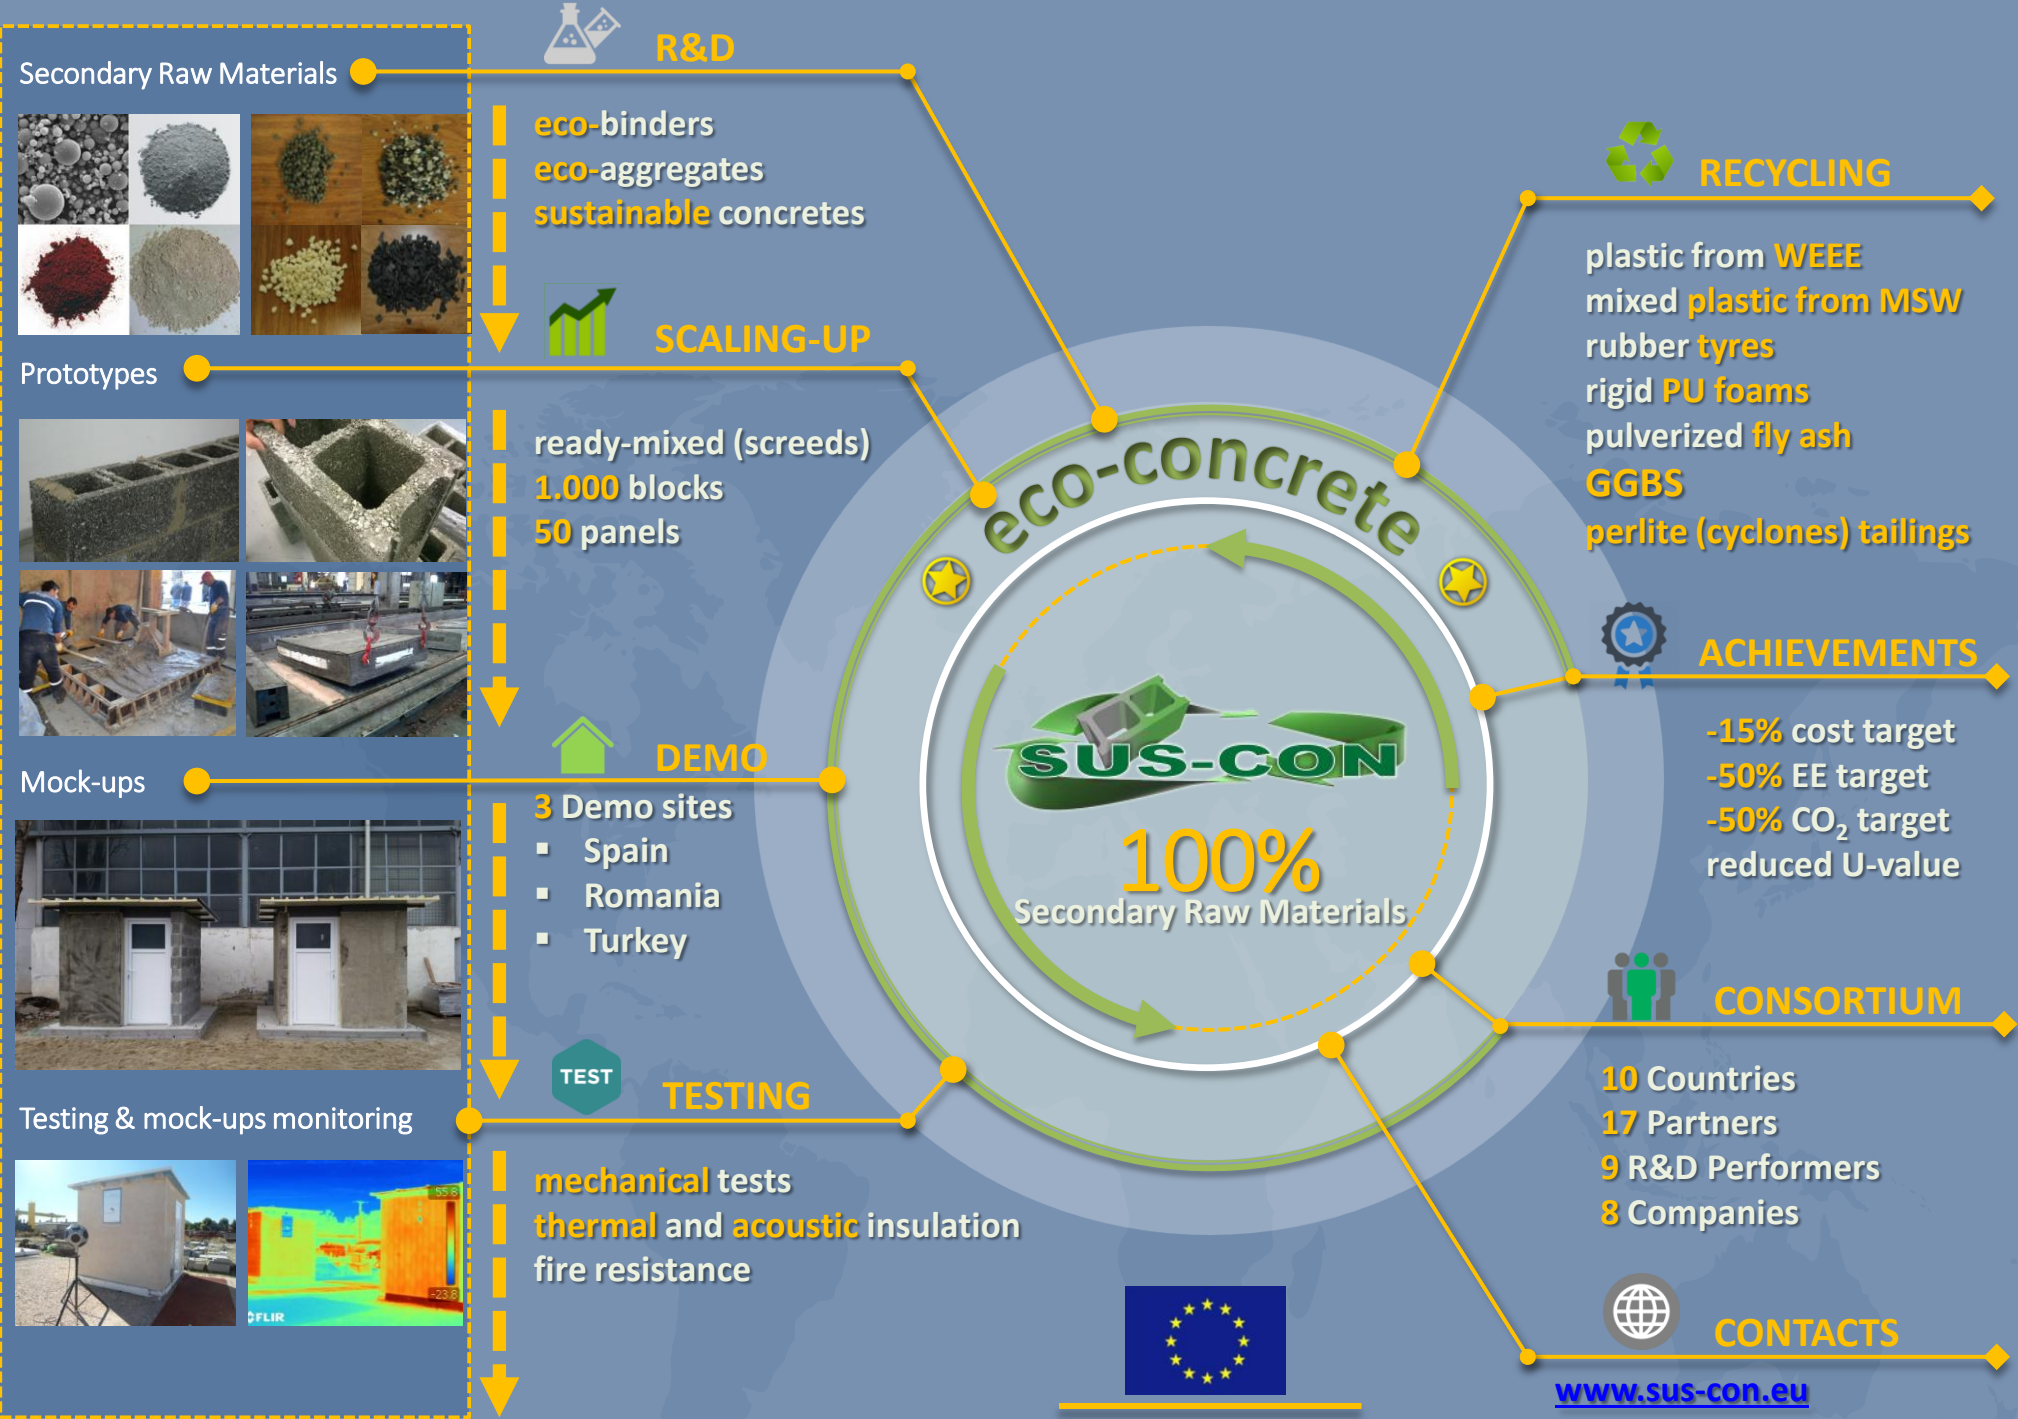 Secondary Raw Materials
Prototypes
Mock-ups
Testing & mock-ups monitoring
55.8
-23.8
FLIR
R&D
eco-binders
eco-aggregates
sustainable concretes
SCALING-UP
ready-mixed (screeds)
1.000 blocks
50 panels
DEMO
3 Demo sites
▪ Spain
▪ Romania
▪ Turkey
TEST
TESTING
mechanical tests
thermal and acoustic insulation
fire resistance
eco-concrete
SUS-CON
100%
Secondary Raw Materials
RECYCLING
plastic from WEEE
mixed plastic from MSW
rubber tyres
rigid PU foams
pulverized fly ash
GGBS
perlite (cyclones) tailings
ACHIEVEMENTS
-15% cost target
-50% EE target
-50% CO₂ target
reduced U-value
CONSORTIUM
10 Countries
17 Partners
9 R&D Performers
8 Companies
CONTACTS
www.sus-con.eu